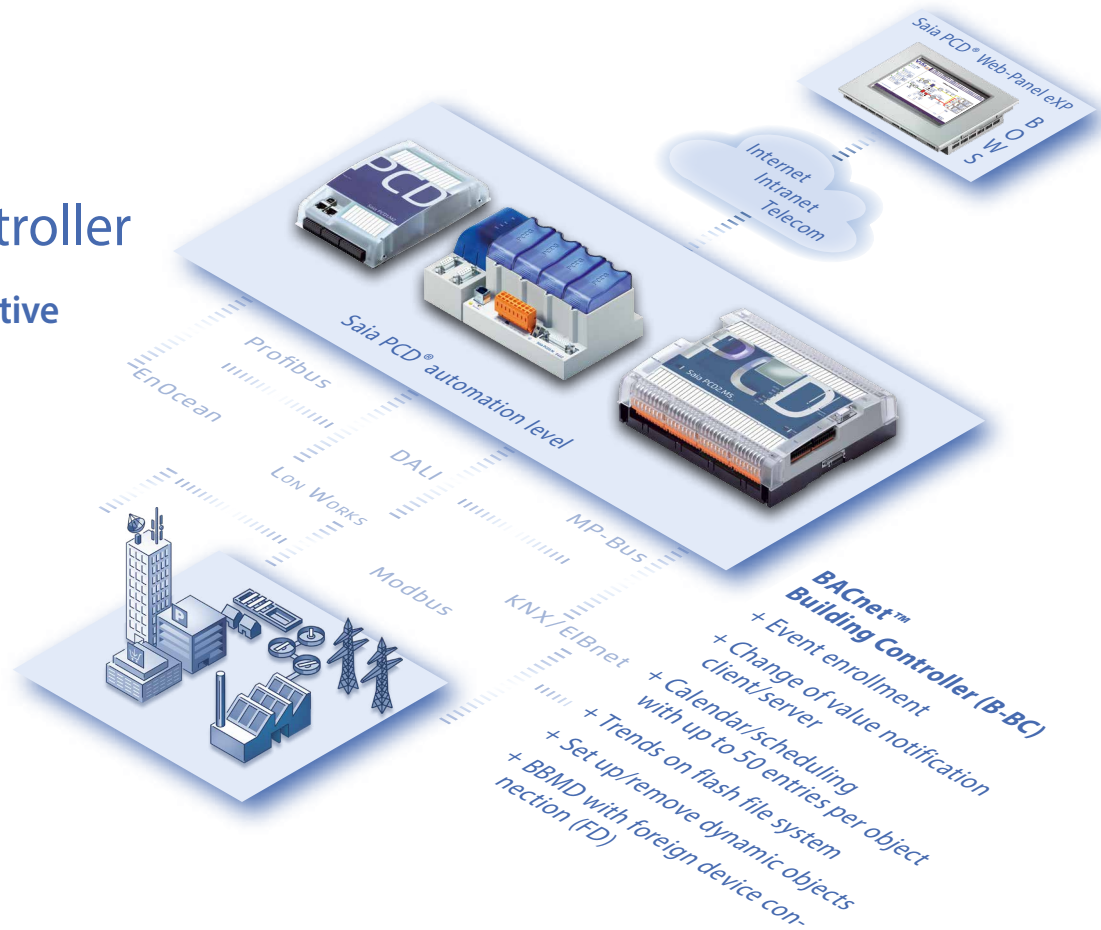 Saia PCD® Web-Panel eXP
BOWS
Internet
Intranet
Telecom
troller
tive
PCD
PCD
Saia PCD2.M5_
Saia PCD® automation level
Profibus
EnOcean
DALI
LON WORKS
MP-Bus
Modbus
KNX/EIBnet
P
BACnet™
Building Controller (B-BC)
+ Event enrollment
+ Change of value notification
client/server
+ Calendar/scheduling
with up to 50 entries per object
+ Trends on flash file system
+ Set up/remove dynamic objects
+ BBMD with foreign device con-
nection (FD)